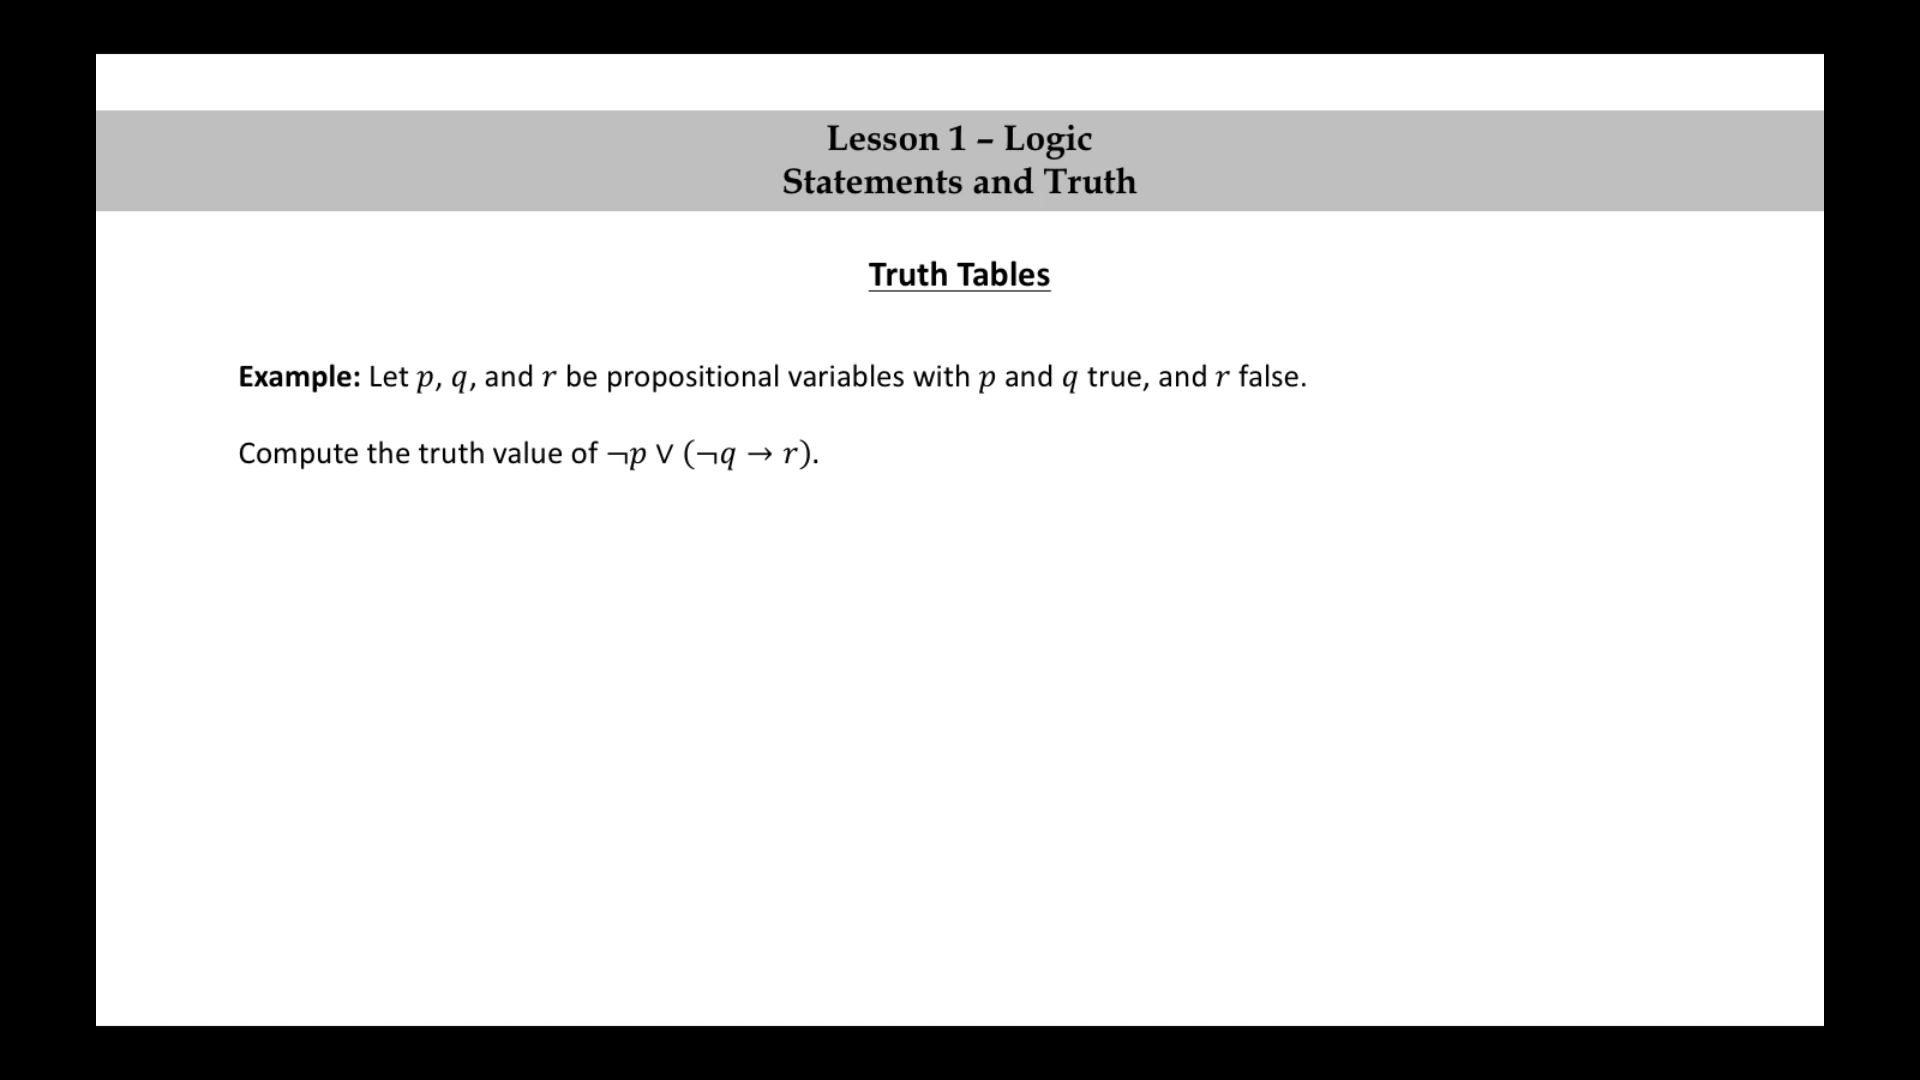 Lesson 1 – Logic
Statements and Truth
Truth Tables
Example: Let p, q, and r be propositional variables with p and q true, and r false.
Compute the truth value of ¬p ∨ (¬q → r).